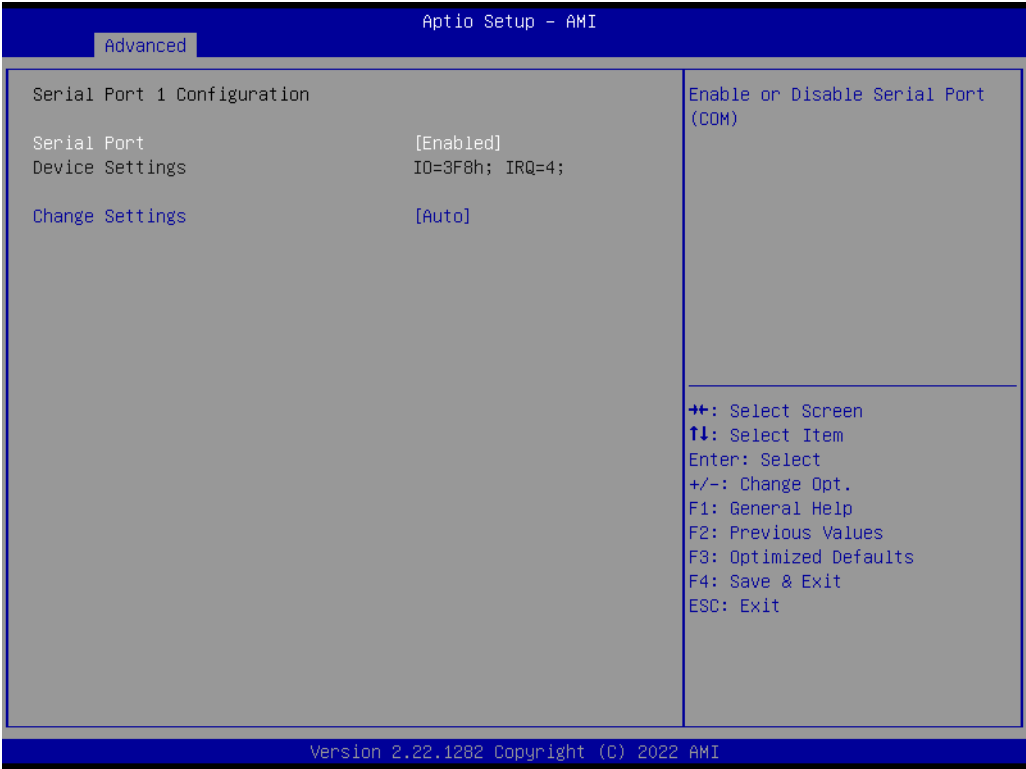 Aptio Setup – AMI
Advanced
Serial Port 1 Configuration
Serial Port [Enabled]
Device Settings IO=3F8h; IRQ=4;
Change Settings [Auto]
Enable or Disable Serial Port
(COM)
→←: Select Screen
↑↓: Select Item
Enter: Select
+/-: Change Opt.
F1: General Help
F2: Previous Values
F3: Optimized Defaults
F4: Save & Exit
ESC: Exit
Version 2.22.1282 Copyright (C) 2022 AMI